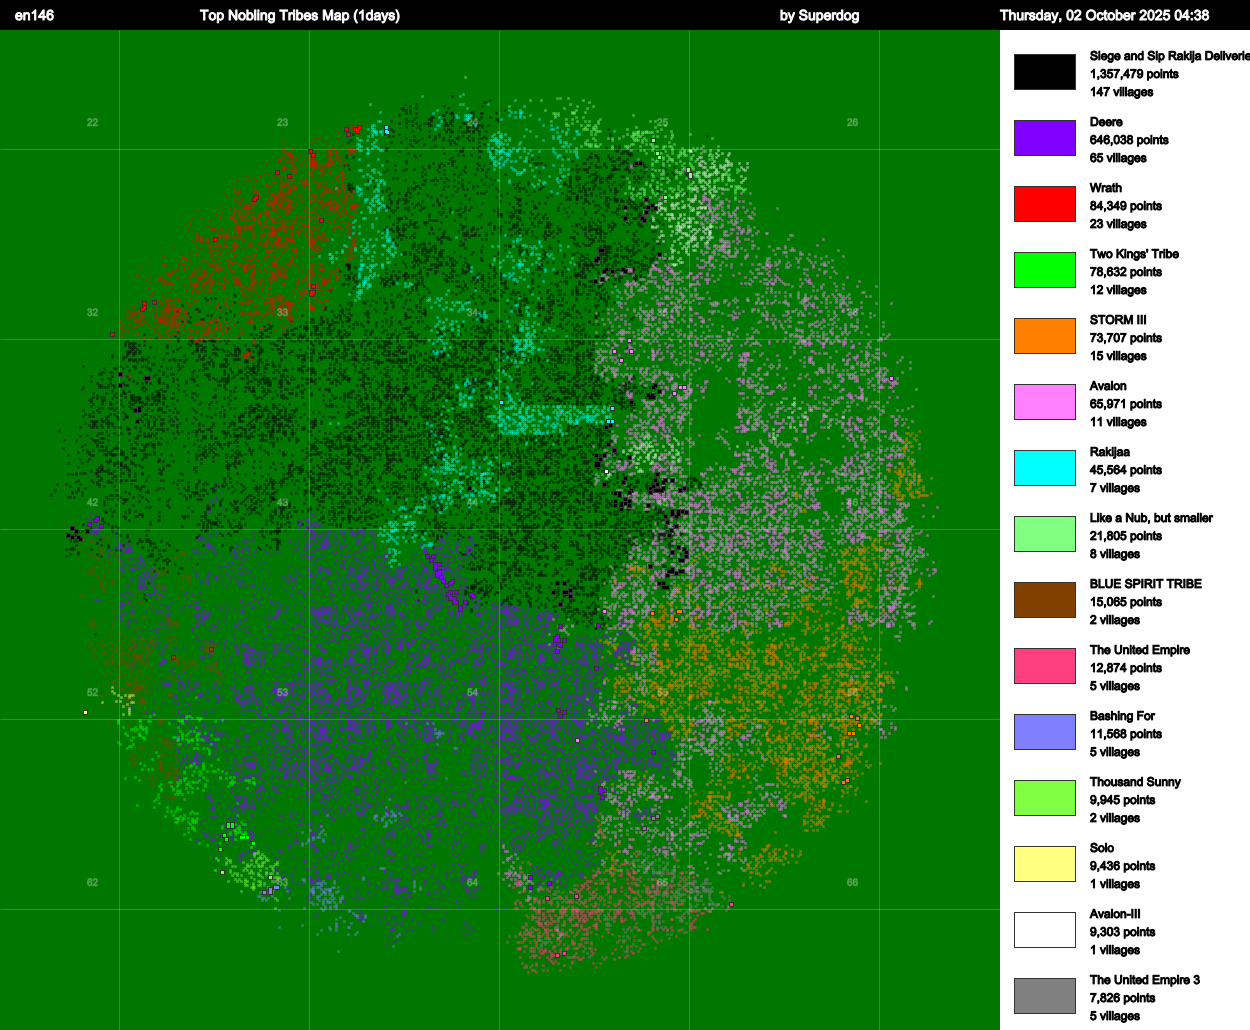 en146
Top Nobling Tribes Map (1days)
by Superdog
Thursday, 02 October 2025 04:38
22
23
24
25
26
32
33
34
35
36
42
43
52
53
54
55
56
62
63
64
65
66
Siege and Sip Rakija Deliverie
1,357,479 points
147 villages
Deere
646,038 points
65 villages
Wrath
84,349 points
23 villages
Two Kings' Tribe
78,632 points
12 villages
STORM III
73,707 points
15 villages
Avalon
65,971 points
11 villages
Rakijaa
45,564 points
7 villages
Like a Nub, but smaller
21,805 points
8 villages
BLUE SPIRIT TRIBE
15,065 points
2 villages
The United Empire
12,874 points
5 villages
Bashing For
11,568 points
5 villages
Thousand Sunny
9,945 points
2 villages
Solo
9,436 points
1 villages
Avalon-III
9,303 points
1 villages
The United Empire 3
7,826 points
5 villages